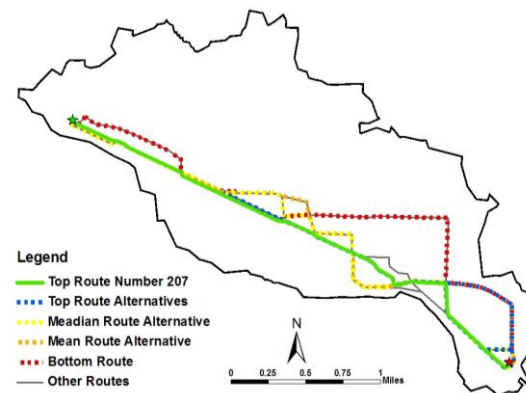 Legend
Top Route Number 207
Top Route Alternatives
Meadian Route Alternative
Mean Route Alternative
Bottom Route
Other Routes
N
0 0.25 0.5 0.75 1
Miles